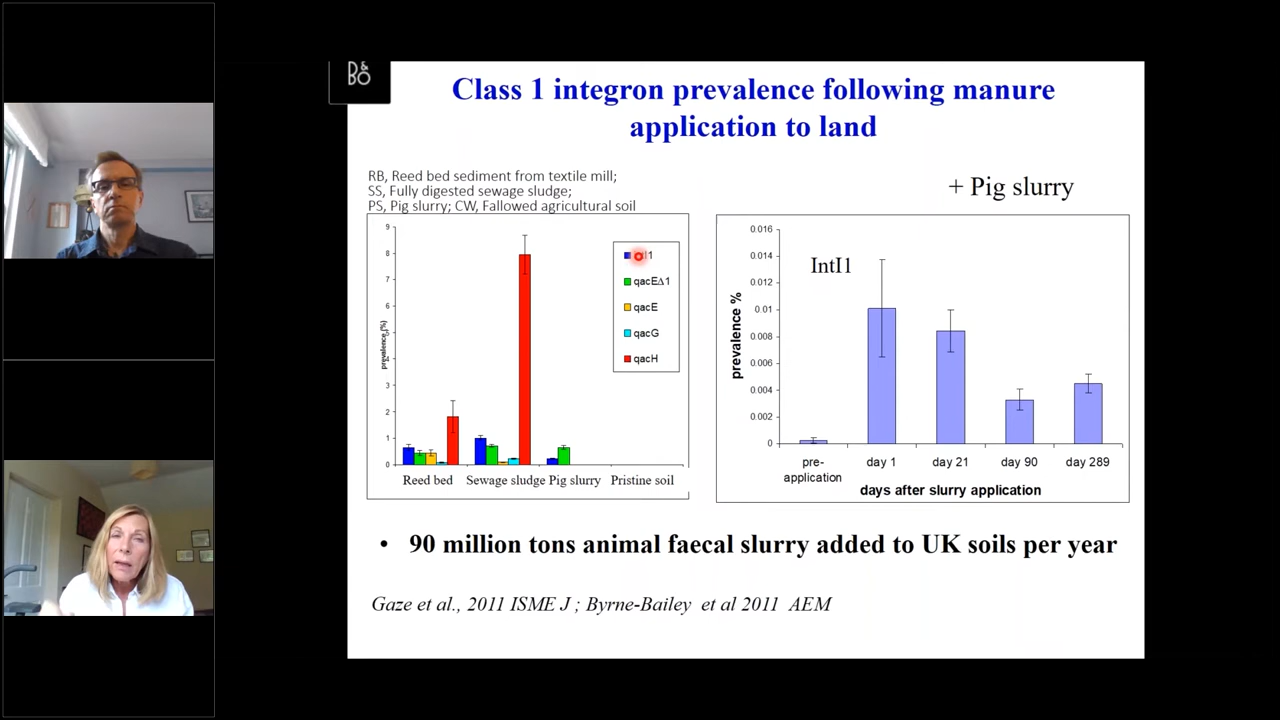 B&
BO
Class 1 integron prevalence following manure
application to land
RB, Reed bed sediment from textile mill;
SS, Fully digested sewage sludge;
PS, Pig slurry; CW, Fallowed agricultural soil
+ Pig slurry
prevalence (%)
9
8
7
6
5
4
3
2
1
0
qacE∆1
qacE
qacG
qacH
Reed bed
Sewage sludge
Pig slurry
Pristine soil
IntI1
prevalence %
0.016
0.014
0.012
0.01
0.008
0.006
0.004
0.002
0
pre-
application
day 1
day 21
day 90
day 289
days after slurry application
• 90 million tons animal faecal slurry added to UK soils per year
Gaze et al., 2011 ISME J ; Byrne-Bailey et al 2011 AEM